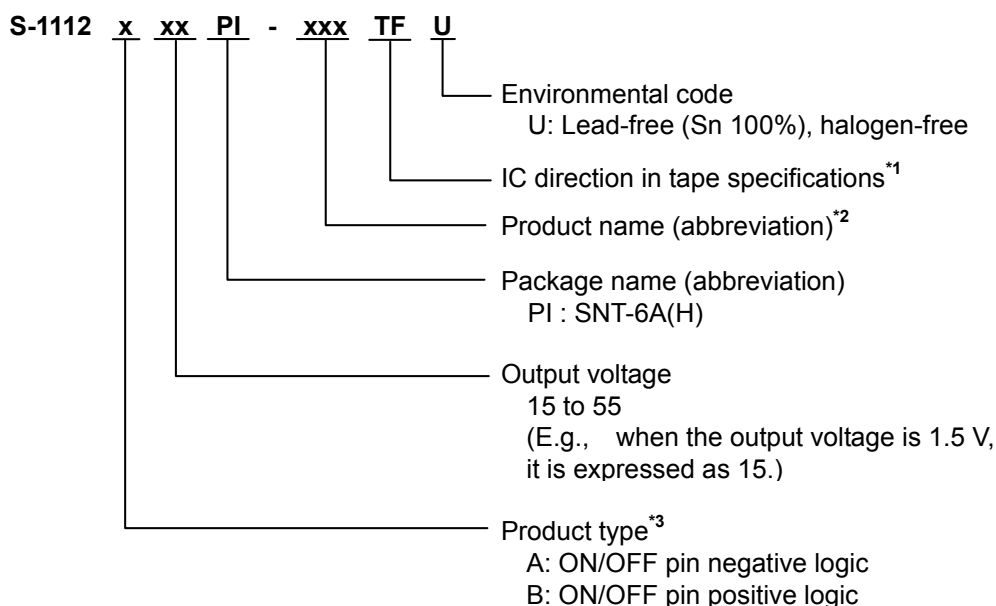 S-1112 x xx PI - xxx TF U
Environmental code
U: Lead-free (Sn 100%), halogen-free
IC direction in tape specifications*1
Product name (abbreviation)*2
Package name (abbreviation)
PI : SNT-6A(H)
Output voltage
15 to 55
(E.g., when the output voltage is 1.5 V,
it is expressed as 15.)
Product type*3
A: ON/OFF pin negative logic
B: ON/OFF pin positive logic